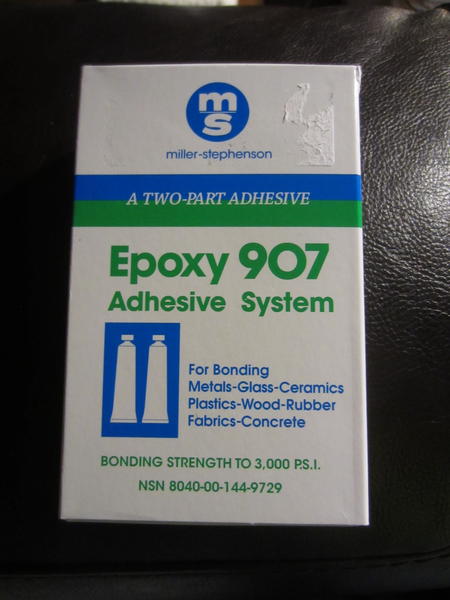 ms
miller-stephenson
A TWO-PART ADHESIVE
Epoxy 907
Adhesive System
For Bonding
Metals-Glass-Ceramics
Plastics-Wood-Rubber
Fabrics-Concrete
BONDING STRENGTH TO 3,000 P.S.I.
NSN 8040-00-144-9729